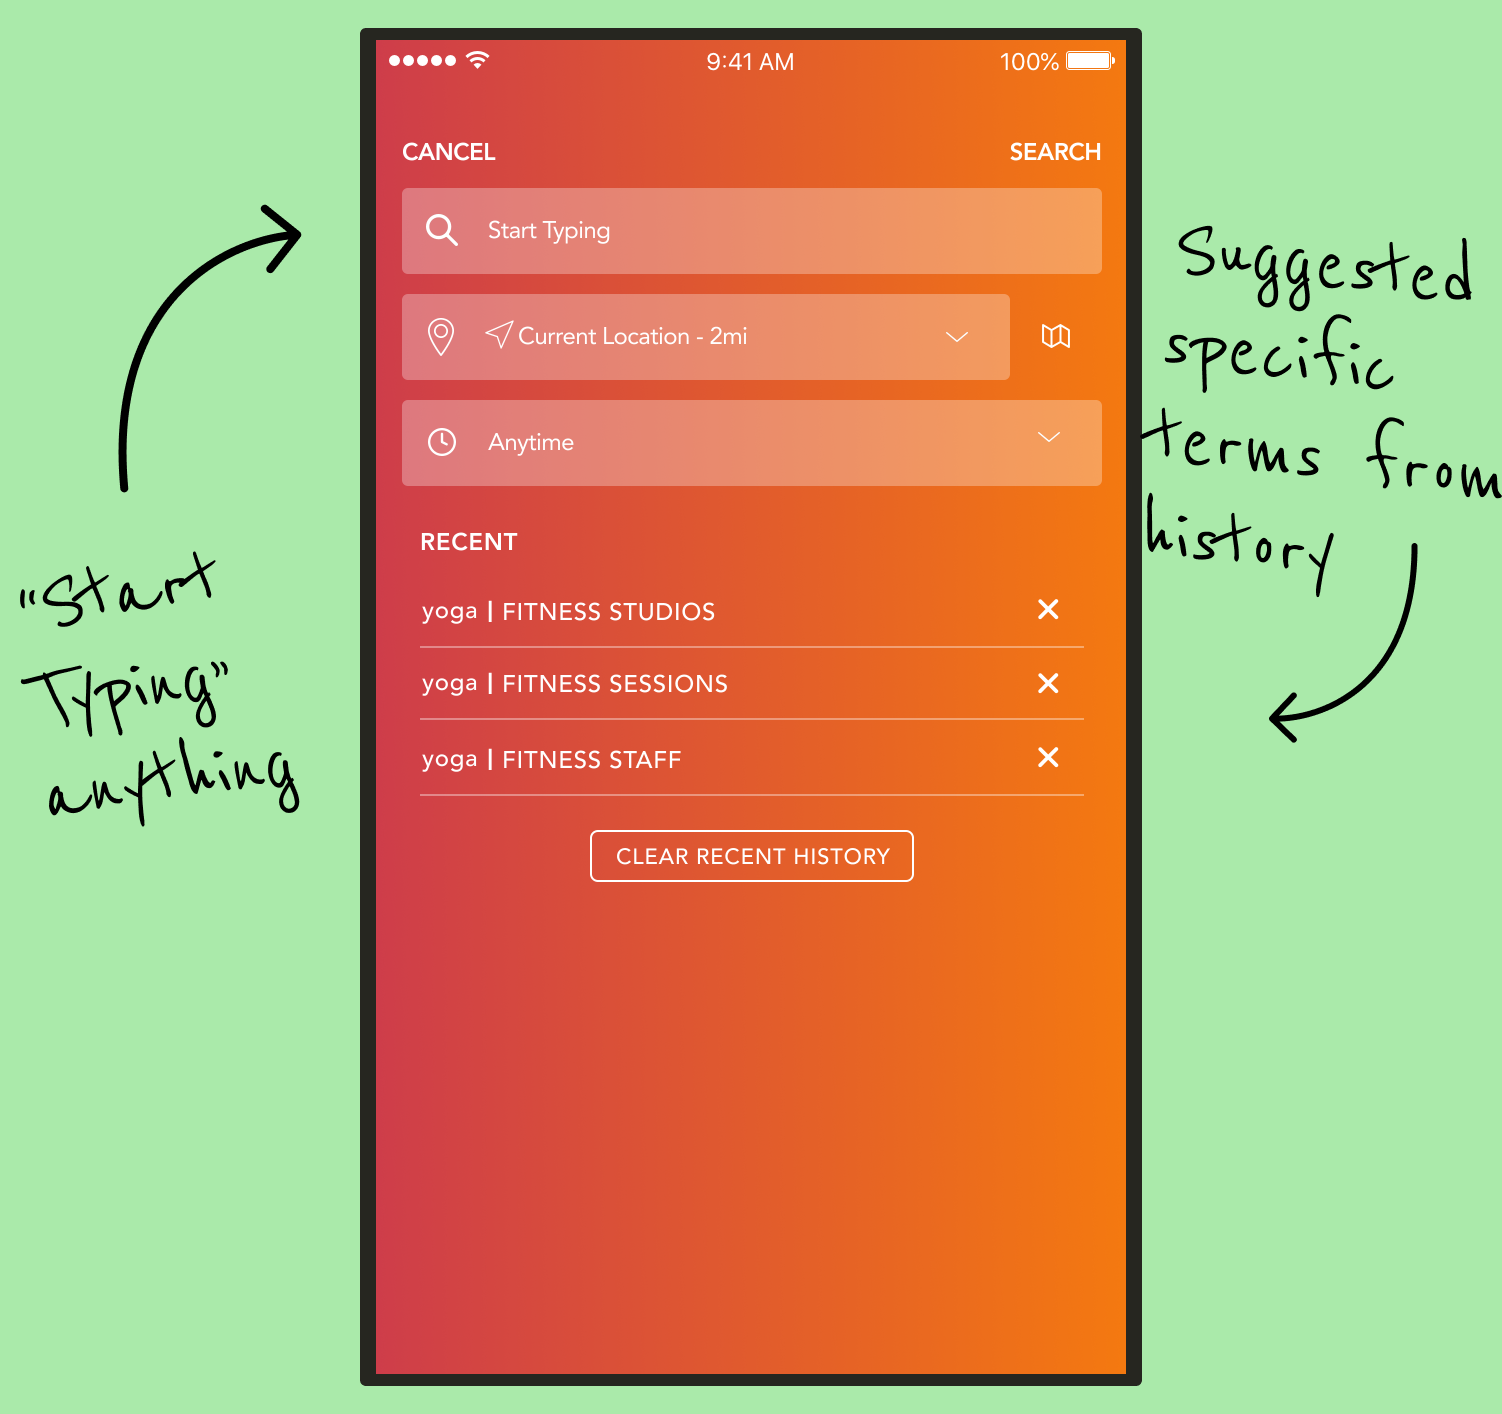 9:41 AM 100%
CANCEL SEARCH
Start Typing
Current Location - 2mi
Anytime
RECENT
yoga | FITNESS STUDIOS
yoga | FITNESS SESSIONS
yoga | FITNESS STAFF
CLEAR RECENT HISTORY
"Start
Typing"
anything
Suggested
specific
terms from
history